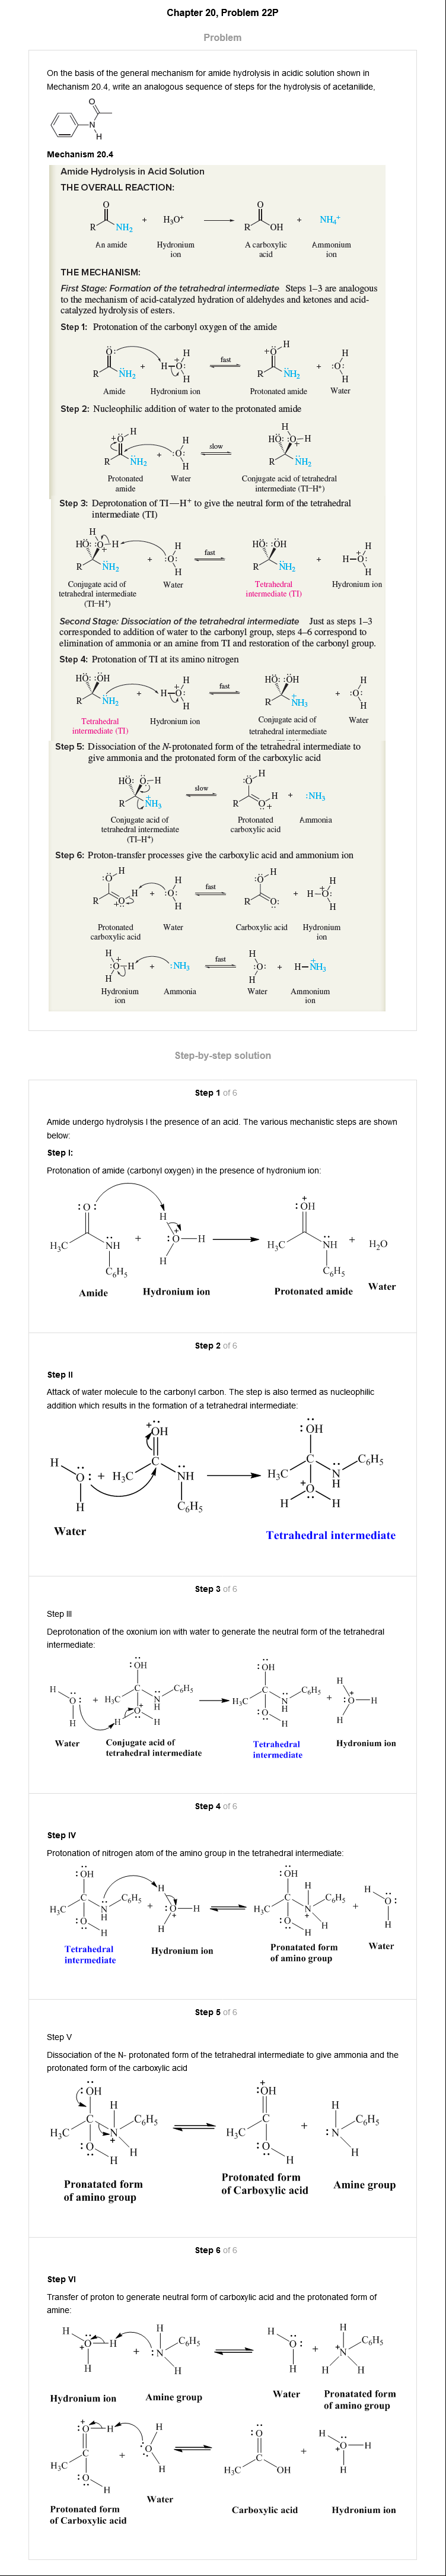 Chapter 20, Problem 22P
Problem
On the basis of the general mechanism for amide hydrolysis in acidic solution shown in
Mechanism 20.4, write an analogous sequence of steps for the hydrolysis of acetanilide,
O
N
H
Mechanism 20.4
Amide Hydrolysis in Acid Solution
THE OVERALL REACTION:
O O
R NH₂ + H₃O⁺ R OH + NH₄⁺
An amide Hydronium A carboxylic Ammonium
ion acid ion
THE MECHANISM:
First Stage: Formation of the tetrahedral intermediate Steps 1–3 are analogous
to the mechanism of acid-catalyzed hydration of aldehydes and ketones and acid-
catalyzed hydrolysis of esters.
Step 1: Protonation of the carbonyl oxygen of the amide
fast
Amide Hydronium ion Protonated amide Water
Step 2: Nucleophilic addition of water to the protonated amide
slow
Protonated Water Conjugate acid of tetrahedral
amide intermediate (TI–H⁺)
Step 3: Deprotonation of TI—H⁺ to give the neutral form of the tetrahedral
intermediate (TI)
fast
Conjugate acid of Water Tetrahedral Hydronium ion
tetrahedral intermediate intermediate (TI)
(TI–H⁺)
Second Stage: Dissociation of the tetrahedral intermediate Just as steps 1–3
corresponded to addition of water to the carbonyl group, steps 4–6 correspond to
elimination of ammonia or an amine from TI and restoration of the carbonyl group.
Step 4: Protonation of TI at its amino nitrogen
fast
Tetrahedral Hydronium ion Conjugate acid of Water
intermediate (TI) tetrahedral intermediate
Step 5: Dissociation of the N-protonated form of the tetrahedral intermediate to
give ammonia and the protonated form of the carboxylic acid
slow
Conjugate acid of Protonated Ammonia
tetrahedral intermediate carboxylic acid
(TI–H⁺)
Step 6: Proton-transfer processes give the carboxylic acid and ammonium ion
fast
Protonated Water Carboxylic acid Hydronium
carboxylic acid ion
fast
Hydronium Ammonia Water Ammonium
ion ion
Step-by-step solution
Step 1 of 6
Amide undergo hydrolysis I the presence of an acid. The various mechanistic steps are shown
below:
Step I:
Protonation of amide (carbonyl oxygen) in the presence of hydronium ion:
H₃C NH + :O—H H₃C NH + H₂O
C₆H₅ C₆H₅
Amide Hydronium ion Protonated amide Water
Step 2 of 6
Step II
Attack of water molecule to the carbonyl carbon. The step is also termed as nucleophilic
addition which results in the formation of a tetrahedral intermediate:
Water Tetrahedral intermediate
Step 3 of 6
Step III
Deprotonation of the oxonium ion with water to generate the neutral form of the tetrahedral
intermediate:
Water Conjugate acid of Tetrahedral Hydronium ion
tetrahedral intermediate intermediate
Step 4 of 6
Step IV
Protonation of nitrogen atom of the amino group in the tetrahedral intermediate:
Tetrahedral Hydronium ion Pronatated form Water
intermediate of amino group
Step 5 of 6
Step V
Dissociation of the N- protonated form of the tetrahedral intermediate to give ammonia and the
protonated form of the carboxylic acid
Pronatated form Protonated form Amine group
of amino group of Carboxylic acid
Step 6 of 6
Step VI
Transfer of proton to generate neutral form of carboxylic acid and the protonated form of
amine:
Hydronium ion Amine group Water Pronatated form
of amino group
Protonated form Water Carboxylic acid Hydronium ion
of Carboxylic acid